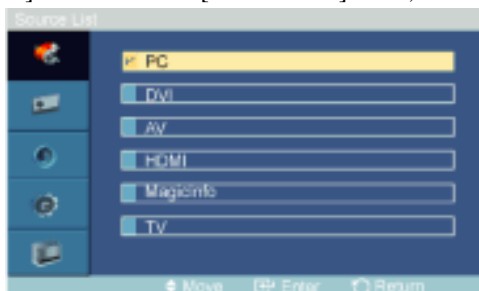 Source List
PC
DVI
AV
HDMI
MagicInfo
TV
Move Enter Return